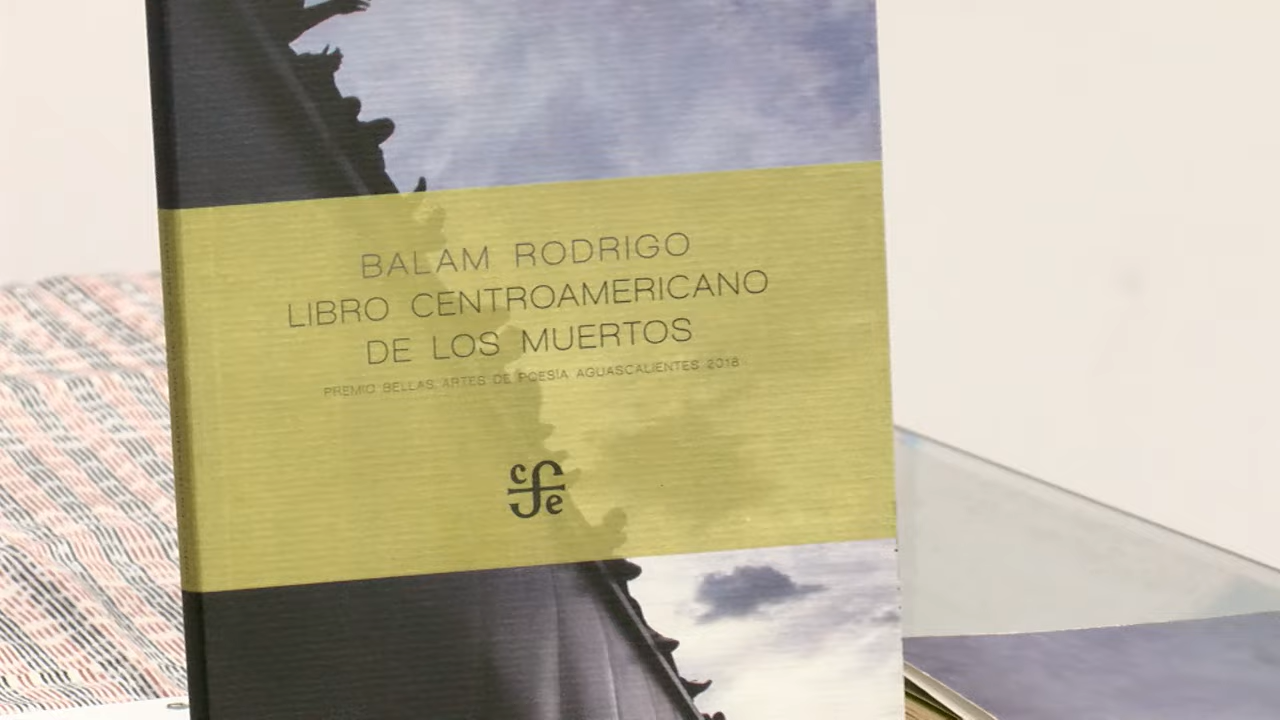 BALAM RODRIGO
LIBRO CENTROAMERICANO
DE LOS MUERTOS
PREMIO BELLAS ARTES DE POESÍA AGUASCALIENTES 2018
cfe